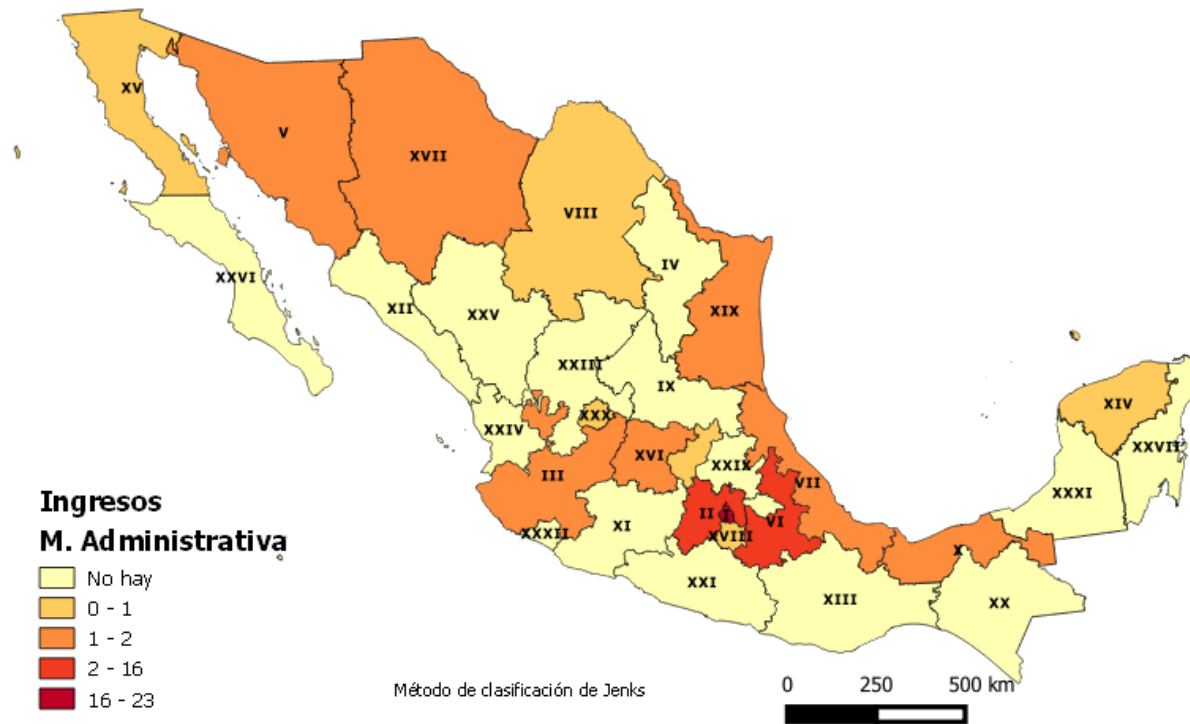 XV
V
XVII
VIII
IV
XXVI
XII
XXV
XIX
XXIII
IX
XXIV
XXX
XIV
XXVII
III
XVI
XXIX
VII
XXXI
XXXII
XI
II
I
VI
XVIII
X
XXI
XIII
XX
Ingresos
M. Administrativa
No hay
0 - 1
1 - 2
2 - 16
16 - 23
Método de clasificación de Jenks
0 250 500 km